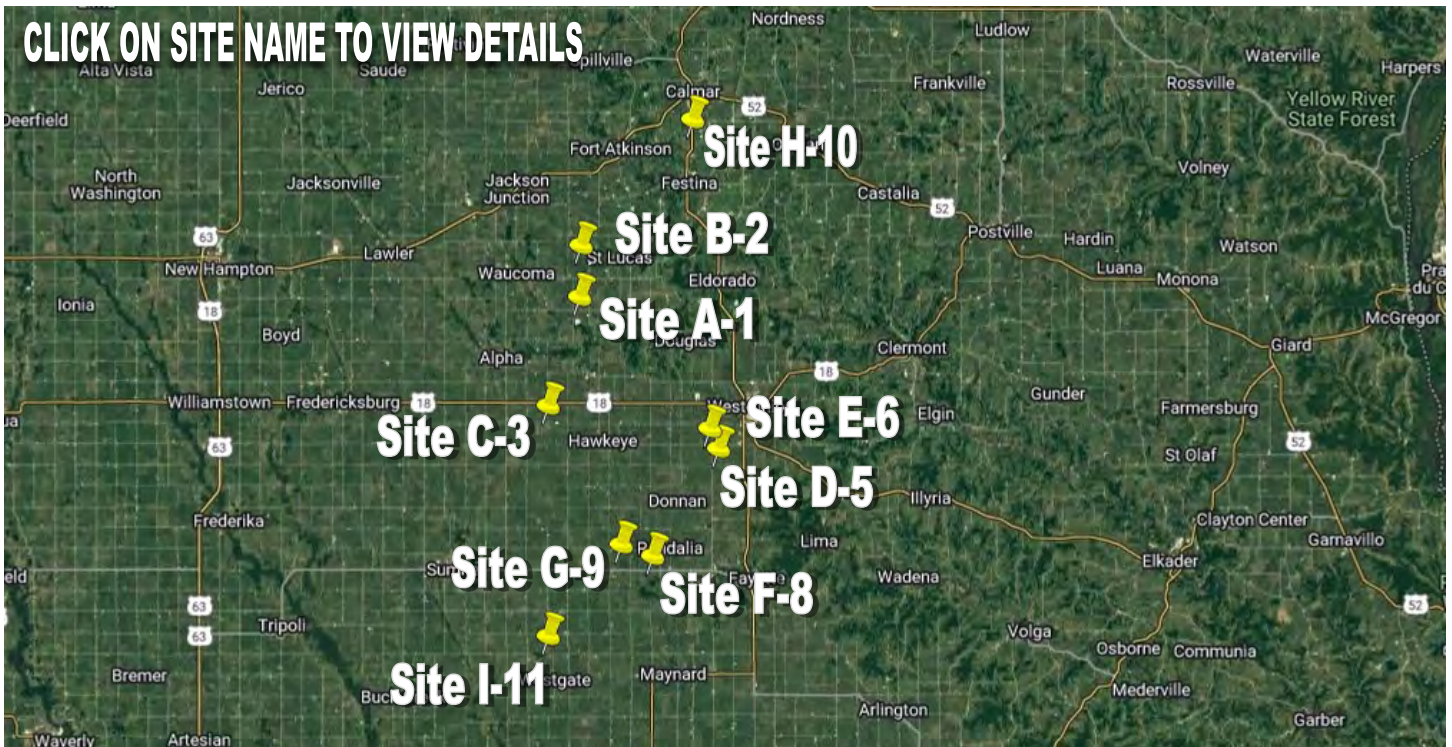 CLICK ON SITE NAME TO VIEW DETAILS
Nordness
Ludlow
Waterville
Harpers
Alta Vista
Saude
Jerico
Calmar
52
Frankville
Rossville
Yellow River
State Forest
Deerfield
Site H-10
Fort Atkinson
Volney
North
Washington
Jacksonville
Jackson
Junction
Festina
Castalia
52
Postville
Hardin
Watson
63
Site B-2
St Lucas
Lawler
New Hampton
Waucoma
Eldorado
Luana
Monona
Ionia
18
Site A-1
McGregor
Boyd
Douglas
Alpha
Clermont
Giard
18
Gunder
Williamstown
Fredericksburg
18
18
Site E-6
Elgin
Farmersburg
Site C-3
Hawkeye
63
52
St Olaf
Site D-5
Donnan
Illyria
Frederika
Clayton Center
Garnavillo
Lima
Elkader
Site G-9
Site F-8
Wadena
63
52
Tripoli
63
Volga
Osborne
Communia
Bremer
Site I-11
Maynard
Mederville
Arlington
Garber
Waverly
Artesian